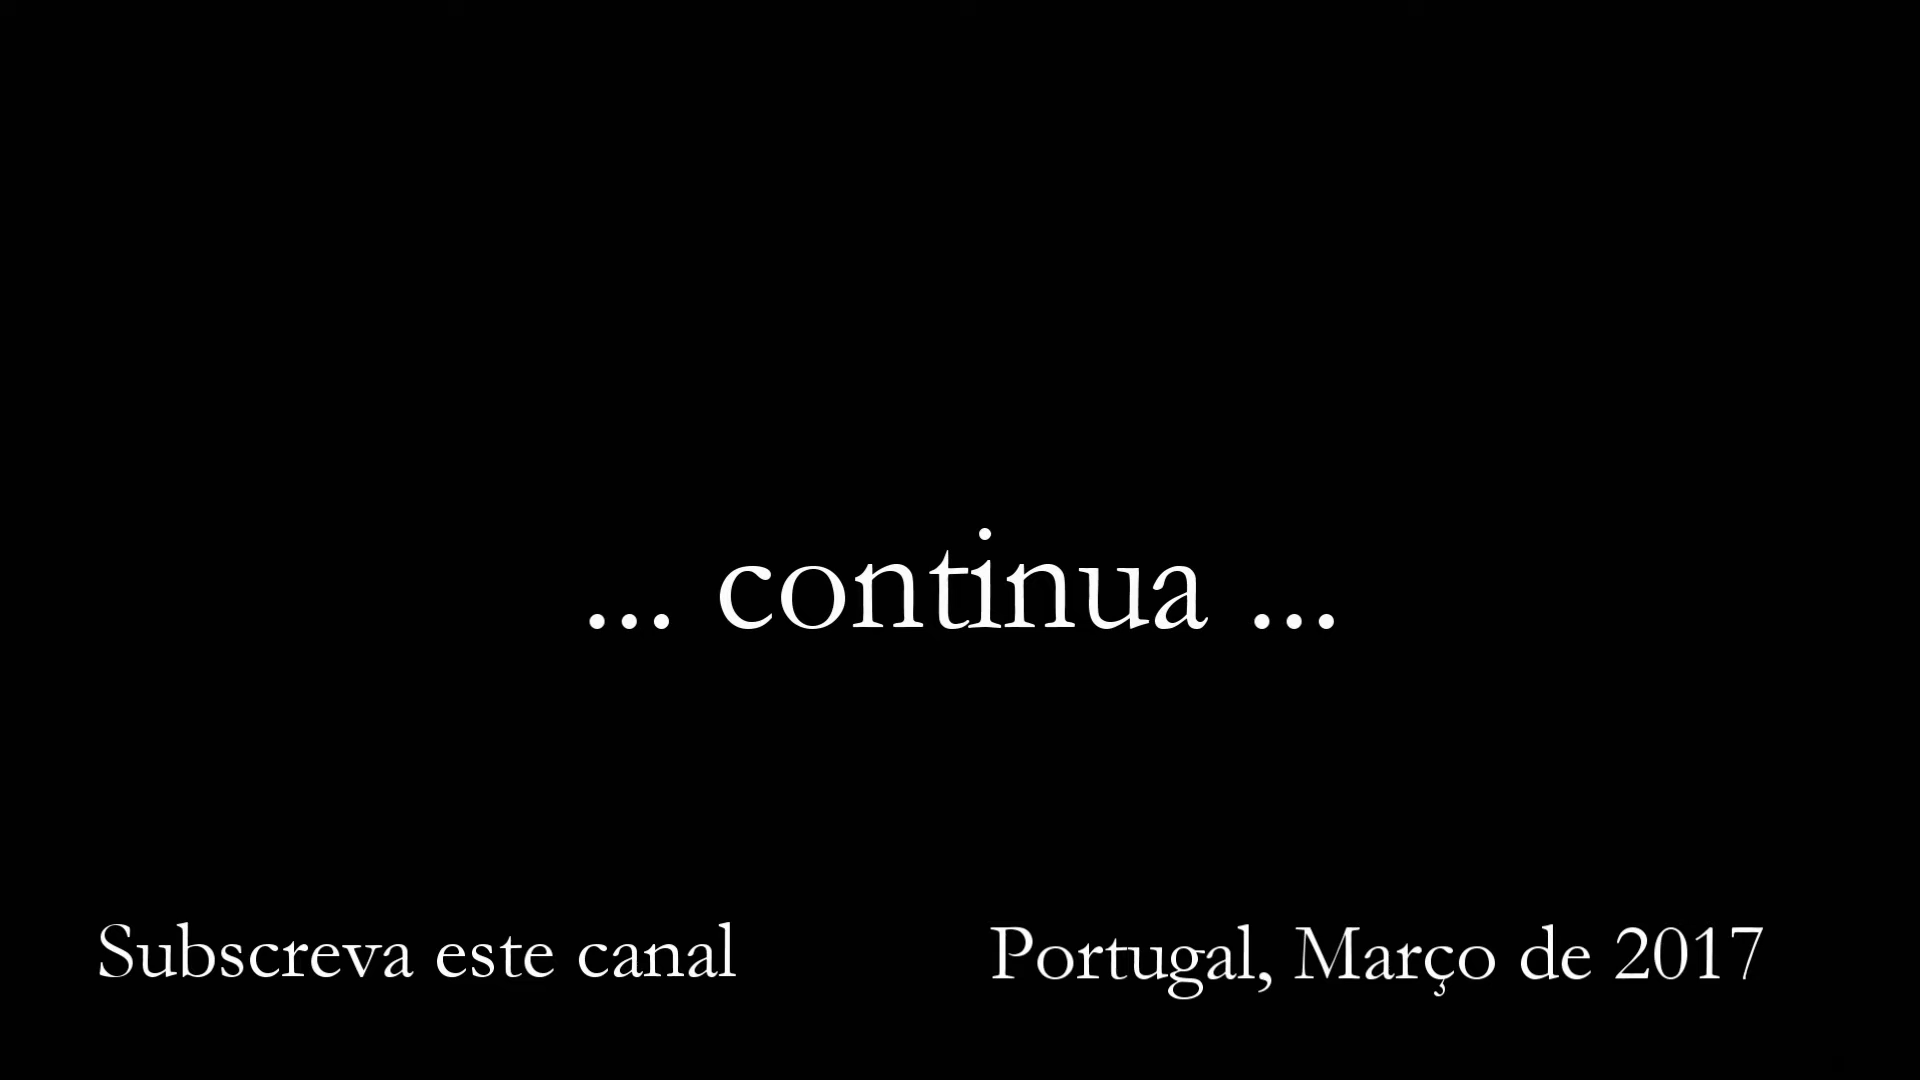 ... continua ...
Subscreva este canal
Portugal, Março de 2017